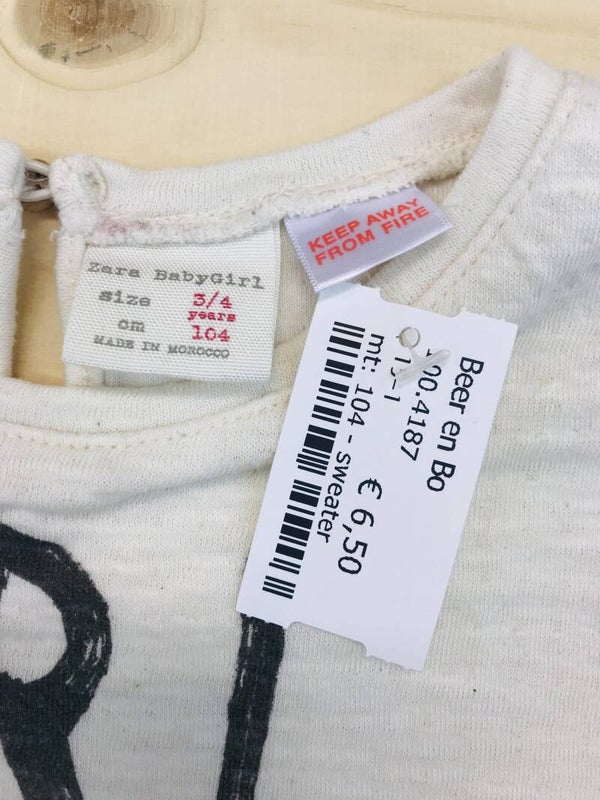 Zara BabyGirl
size 3/4
years
cm 104
MADE IN MOROCCO
KEEP AWAY
FROM FIRE
Beer en Bo
mt: 104 - sweater
€ 6,50